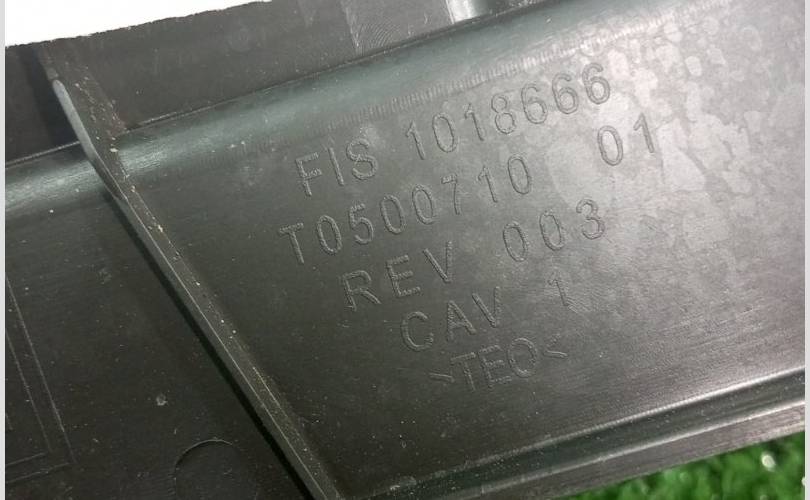 FIS 1018666
T0500710 01
REV 003
CAV 1
>TEO<